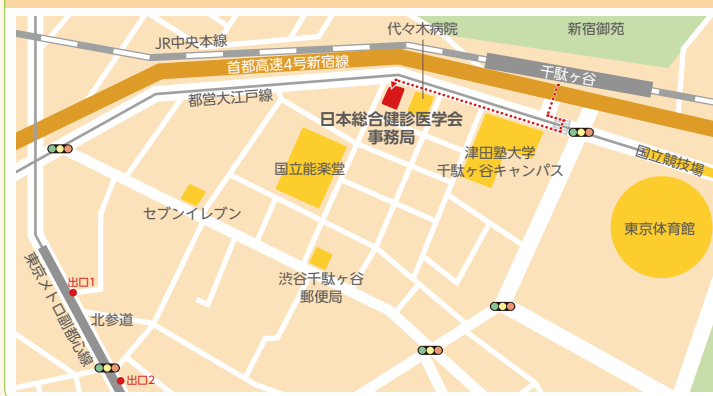 代々木病院
新宿御苑
JR中央本線
首都高速4号新宿線
千駄ヶ谷
都営大江戸線
日本総合健診医学会
事務局
国立能楽堂
津田塾大学
千駄ヶ谷キャンパス
国立競技場
セブンイレブン
東京体育館
渋谷千駄ヶ谷
郵便局
東京メトロ副都心線
出口1
北参道
出口2